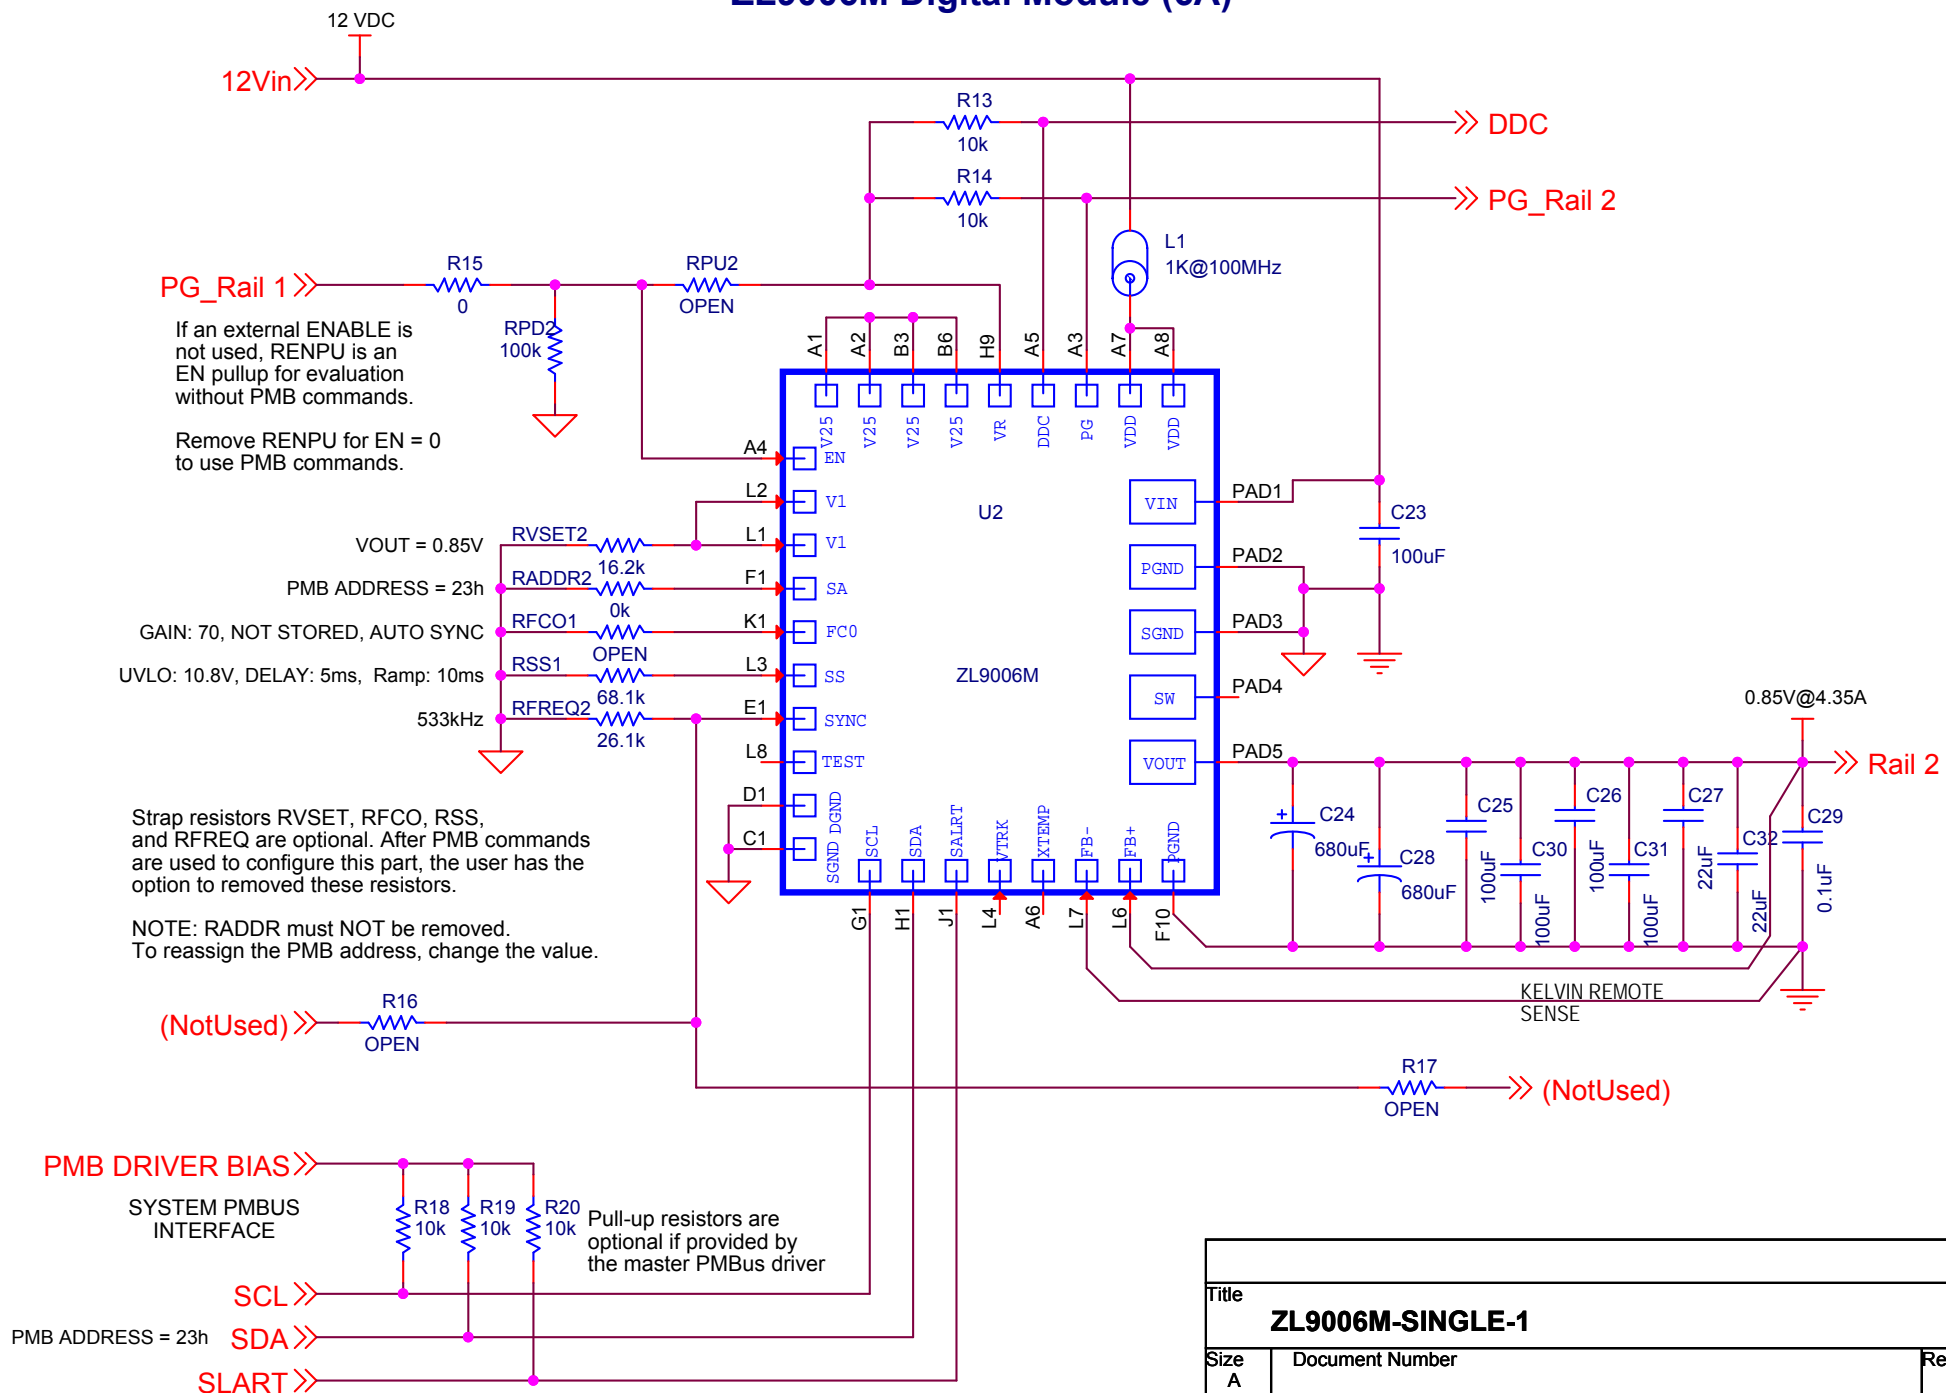 ZL9006M Digital Module (6A)
12 VDC
12Vin
R13
10k
DDC
R14
10k
PG_Rail 2
L1
1K@100MHz
PG_Rail 1
R15
0
RPU2
OPEN
RPD2
100k
If an external ENABLE is
not used, RENPU is an
EN pullup for evaluation
without PMB commands.
Remove RENPU for EN = 0
to use PMB commands.
A1
A2
B3
B6
H9
A5
A3
A7
A8
V25
V25
V25
V25
VR
DDC
PG
VDD
VDD
A4
EN
L2
V1
L1
V1
F1
SA
K1
FC0
L3
SS
E1
SYNC
L8
TEST
D1
DGND
C1
SGND
U2
ZL9006M
VIN
PAD1
PGND
PAD2
SGND
PAD3
SW
PAD4
VOUT
PAD5
C23
100uF
VOUT = 0.85V
RVSET2
16.2k
PMB ADDRESS = 23h
RADDR2
0k
GAIN: 70, NOT STORED, AUTO SYNC
RFCO1
OPEN
UVLO: 10.8V, DELAY: 5ms, Ramp: 10ms
RSS1
68.1k
533kHz
RFREQ2
26.1k
0.85V@4.35A
Rail 2
C24
680uF
C28
680uF
C25
100uF
C30
100uF
C26
100uF
C31
100uF
C27
22uF
C32
22uF
C29
0.1uF
SCL
SDA
SALRT
VTRK
XTEMP
FB-
FB+
PGND
G1
H1
J1
L4
A6
L7
L6
F10
Strap resistors RVSET, RFCO, RSS,
and RFREQ are optional. After PMB commands
are used to configure this part, the user has the
option to removed these resistors.
NOTE: RADDR must NOT be removed.
To reassign the PMB address, change the value.
KELVIN REMOTE
SENSE
(NotUsed)
R16
OPEN
R17
OPEN
(NotUsed)
PMB DRIVER BIAS
SYSTEM PMBUS
INTERFACE
R18
10k
R19
10k
R20
10k
Pull-up resistors are
optional if provided by
the master PMBus driver
SCL
PMB ADDRESS = 23h
SDA
SLART
Title
ZL9006M-SINGLE-1
Size
A
Document Number
Re